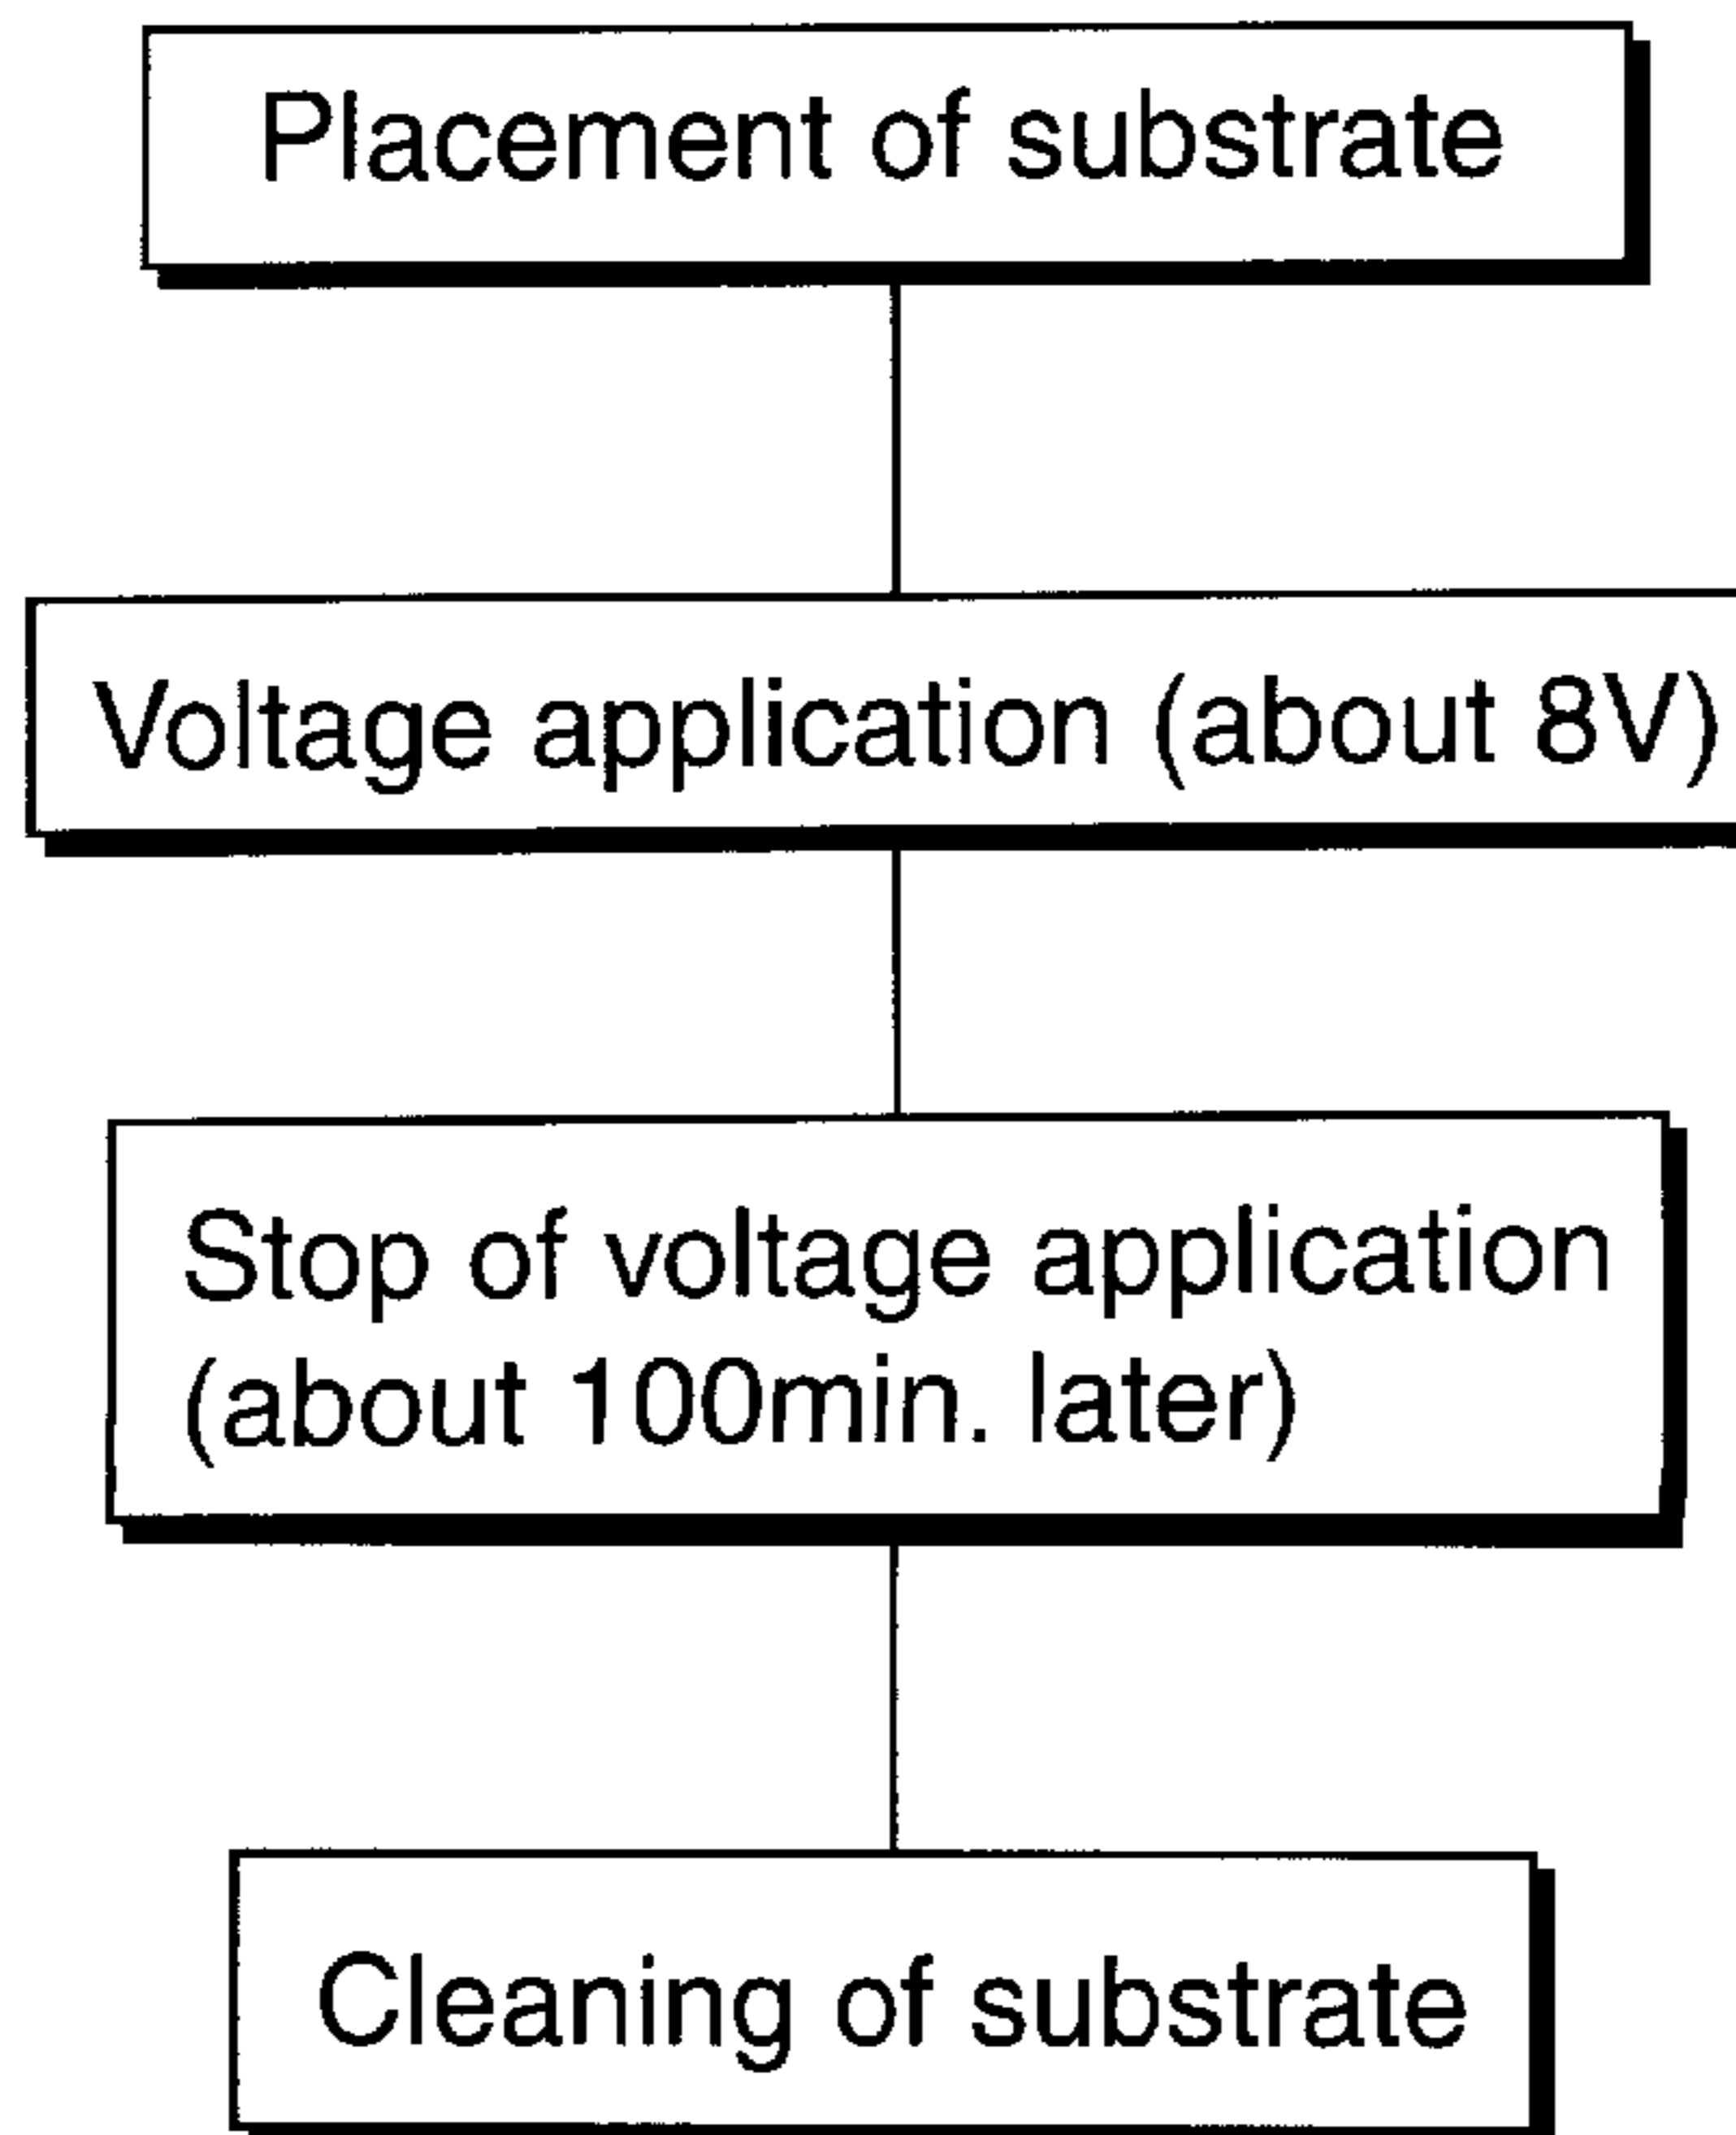 Placement of substrate
Voltage application (about 8V)
Stop of voltage application
(about 100min. later)
Cleaning of substrate